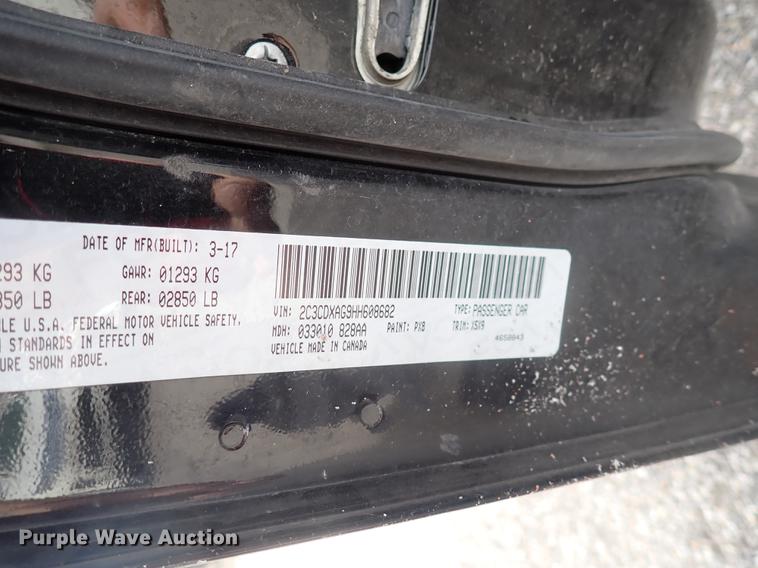 DATE OF MFR(BUILT): 3-17
293 KG GAWR: 01293 KG
850 LB REAR: 02850 LB
LE U.S.A. FEDERAL MOTOR VEHICLE SAFETY,
STANDARDS IN EFFECT ON
URE SHOWN ABOVE.
VIN: 2C3CDXAG9HH608682 TYPE: PASSENGER CAR
MDH: 033010 828AA PAINT: PX8 TRIM: X5X9
VEHICLE MADE IN CANADA 4658043
Purple Wave Auction